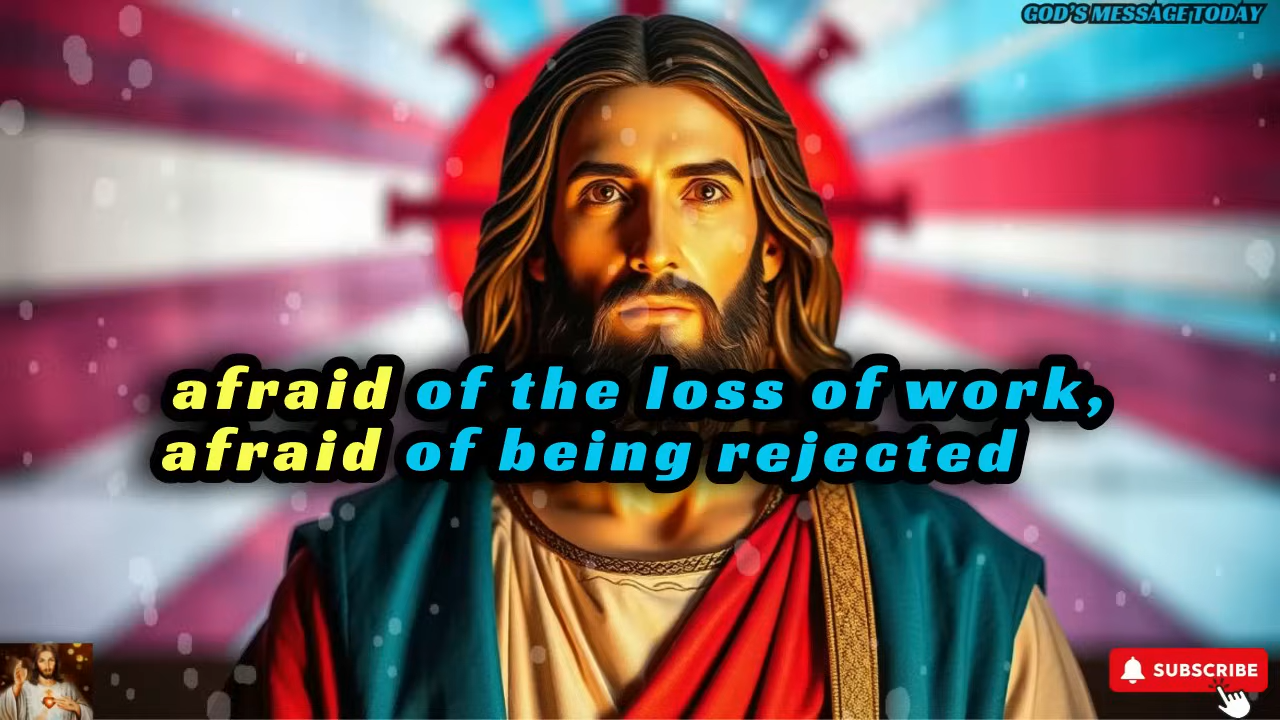 GOD'S MESSAGE TODAY
afraid of the loss of work,
afraid of being rejected
SUBSCRIBE